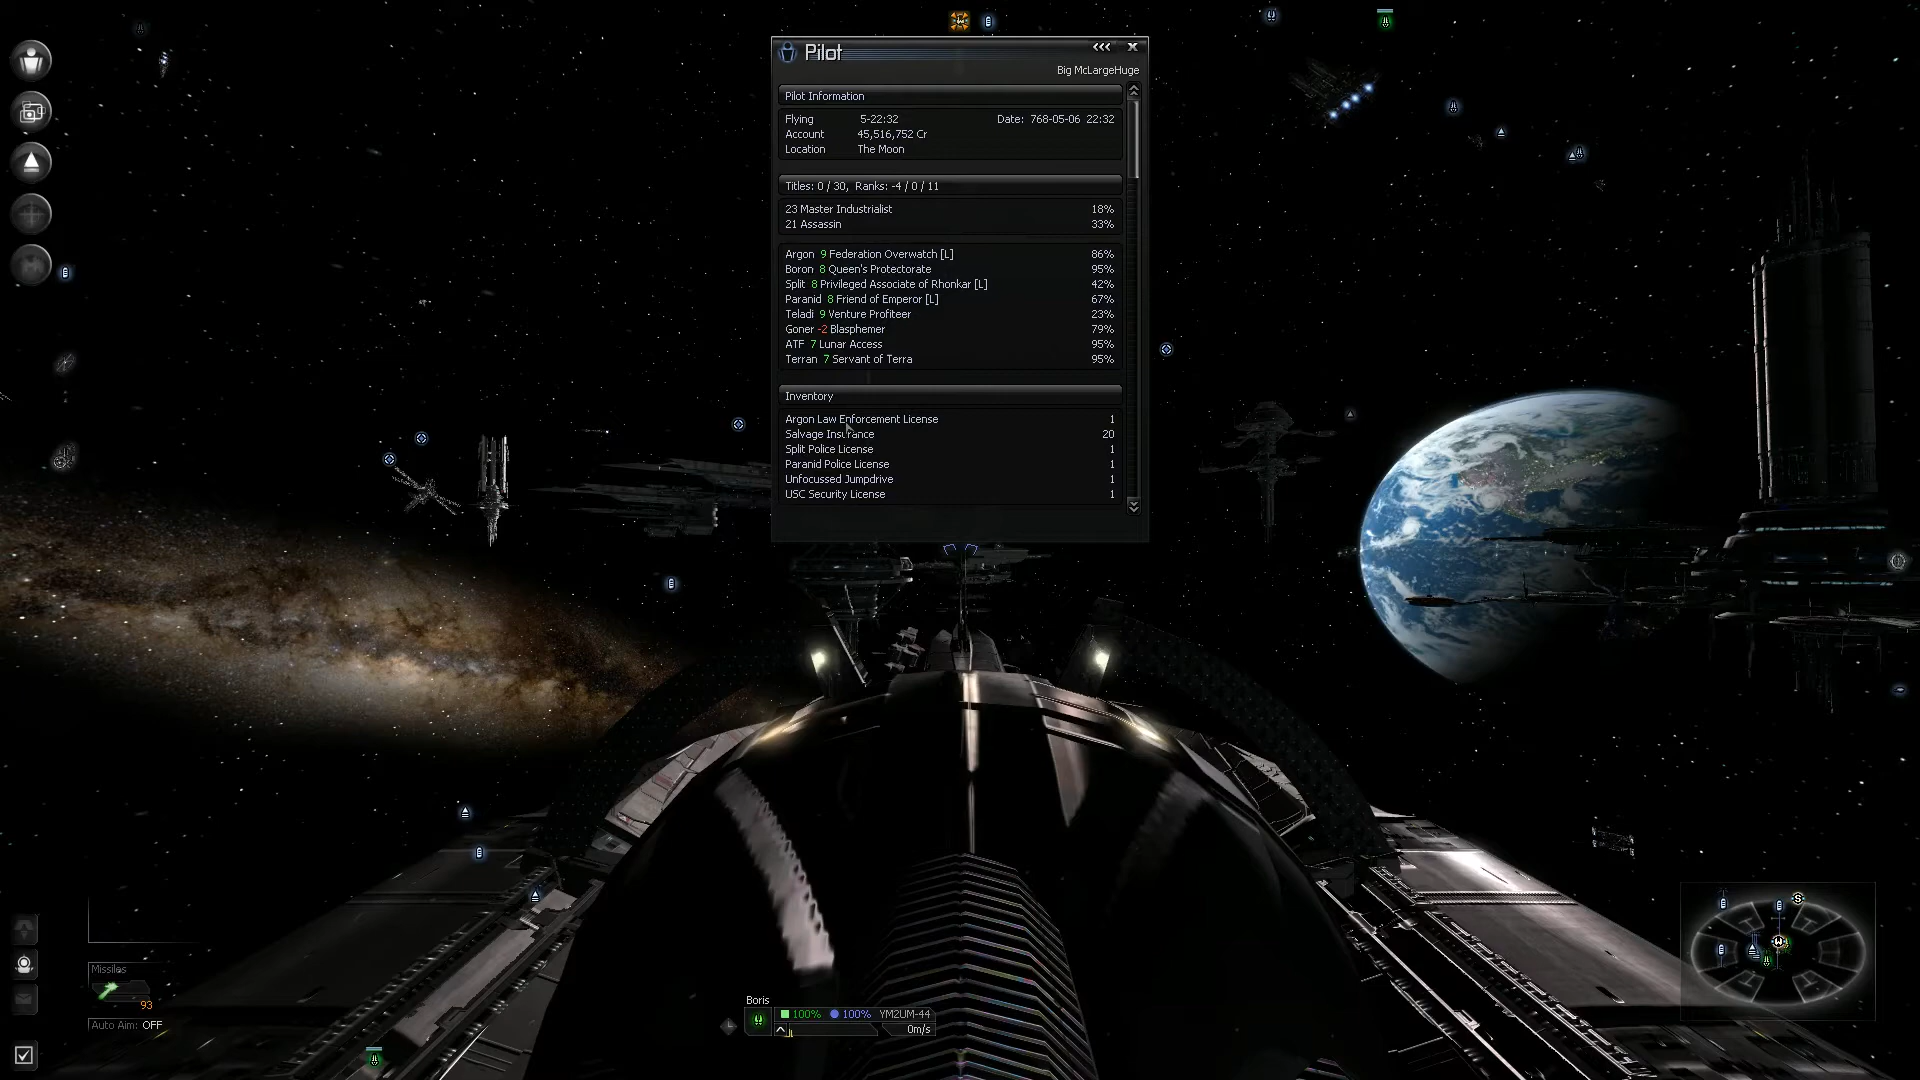 Pilot
Big McLargeHuge
Pilot Information
Flying 5-22:32 Date: 768-05-06 22:32
Account 45,516,752 Cr
Location The Moon
Titles: 0 / 30, Ranks: -4 / 0 / 11
23 Master Industrialist 18%
21 Assassin 33%
Argon 9 Federation Overwatch [L] 86%
Boron 8 Queen's Protectorate 95%
Split 8 Privileged Associate of Rhonkar [L] 42%
Paranid 8 Friend of Emperor [L] 67%
Teladi 9 Venture Profiteer 23%
Goner -2 Blasphemer 79%
ATF 7 Lunar Access 95%
Terran 7 Servant of Terra 95%
Inventory
Argon Law Enforcement License 1
Salvage Insurance 20
Split Police License 1
Paranid Police License 1
Unfocussed Jumpdrive 1
USC Security License 1
Missiles
93
Auto Aim: OFF
Boris
100% 100% YM2UM-44
0m/s
S